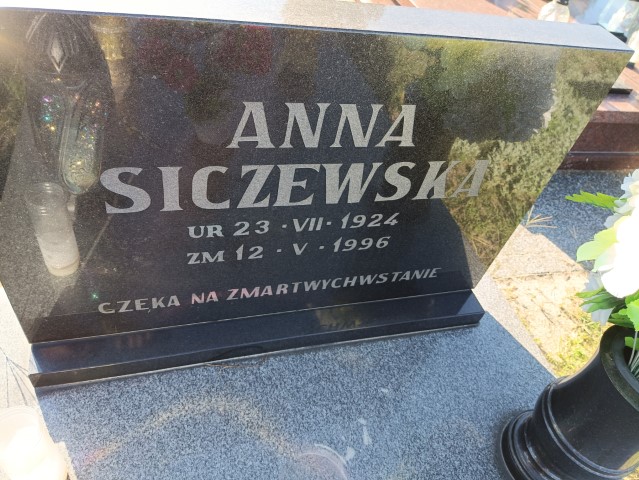 ANNA
SICZEWSKA
UR 23 · VII · 1924
ZM 12 · V · 1996
CZEKA NA ZMARTWYCHWSTANIE